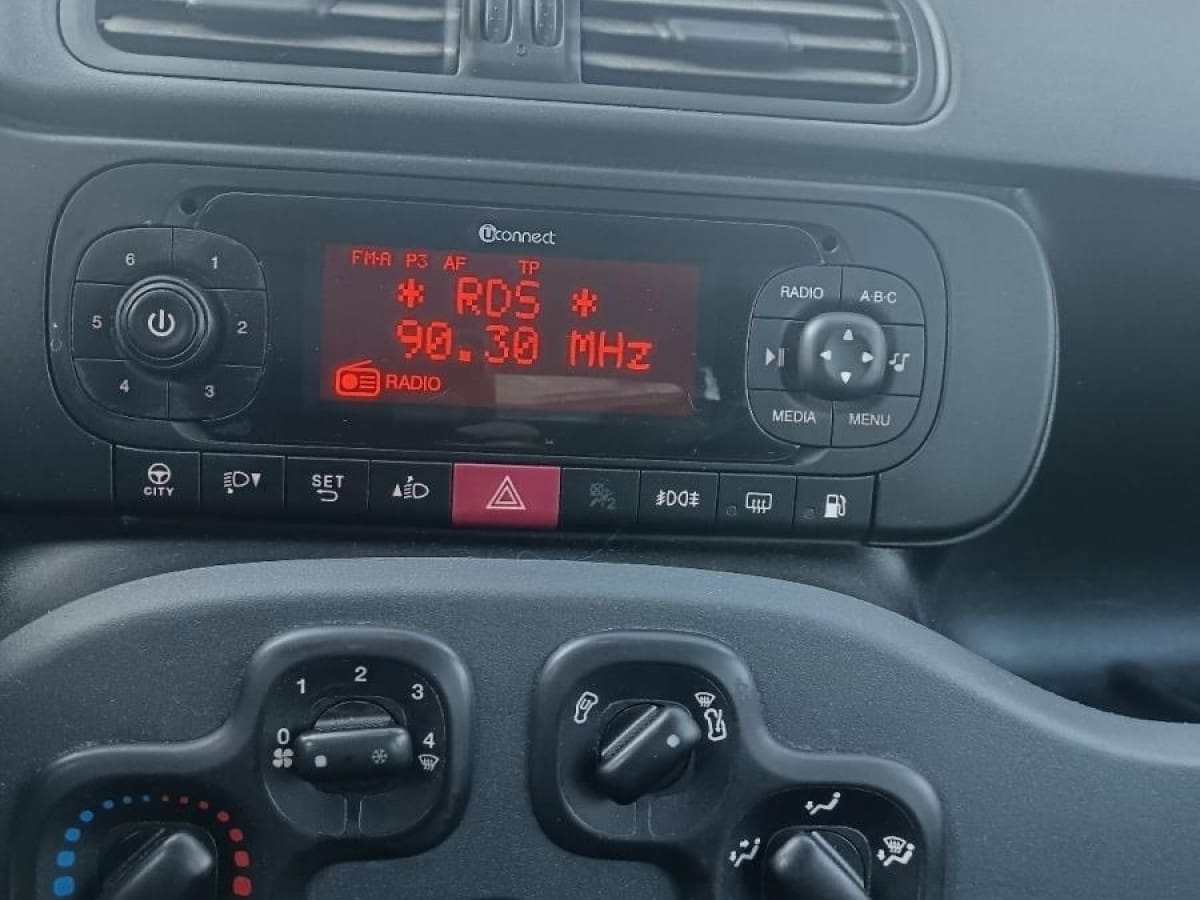 Uconnect
FM-A P3 AF TP
* RDS *
90.30 MHz
RADIO
6 1
5 2
4 3
RADIO A·B·C
MEDIA MENU
CITY
SET
0 1 2 3 4